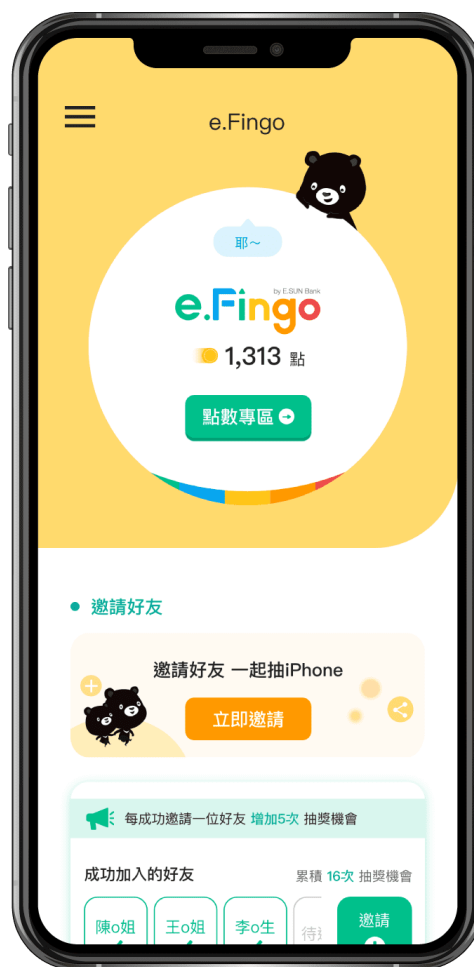 e.Fingo
耶～
by E.SUN Bank
e.Fingo
1,313 點
點數專區
邀請好友
邀請好友 一起抽iPhone
立即邀請
每成功邀請一位好友 增加5次 抽獎機會
成功加入的好友
累積 16次 抽獎機會
陳o姐
王o姐
李o生
待
邀請